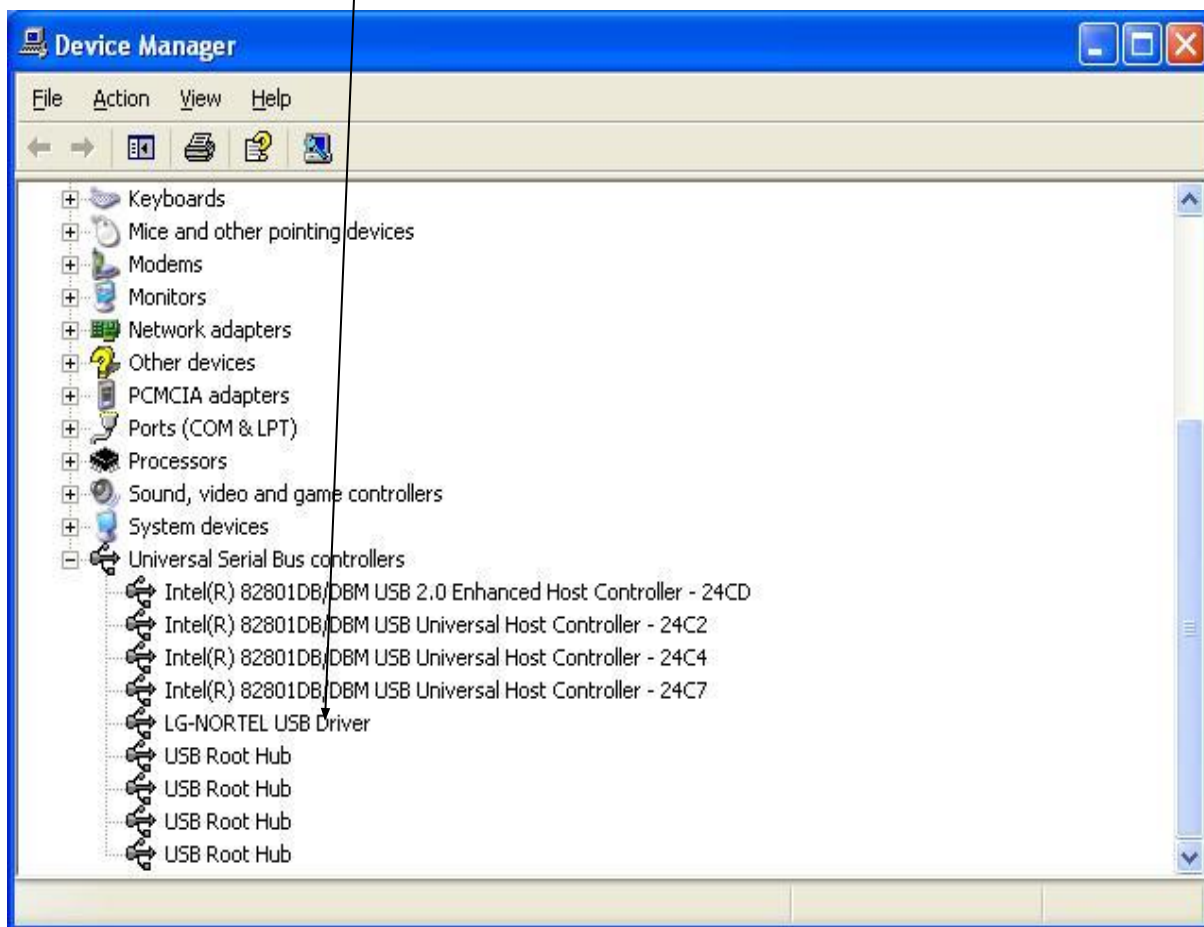 Device Manager
File Action View Help
Keyboards
Mice and other pointing devices
Modems
Monitors
Network adapters
Other devices
PCMCIA adapters
Ports (COM & LPT)
Processors
Sound, video and game controllers
System devices
Universal Serial Bus controllers
Intel(R) 82801DB/DBM USB 2.0 Enhanced Host Controller - 24CD
Intel(R) 82801DB/DBM USB Universal Host Controller - 24C2
Intel(R) 82801DB/DBM USB Universal Host Controller - 24C4
Intel(R) 82801DB/DBM USB Universal Host Controller - 24C7
LG-NORTEL USB Driver
USB Root Hub
USB Root Hub
USB Root Hub
USB Root Hub